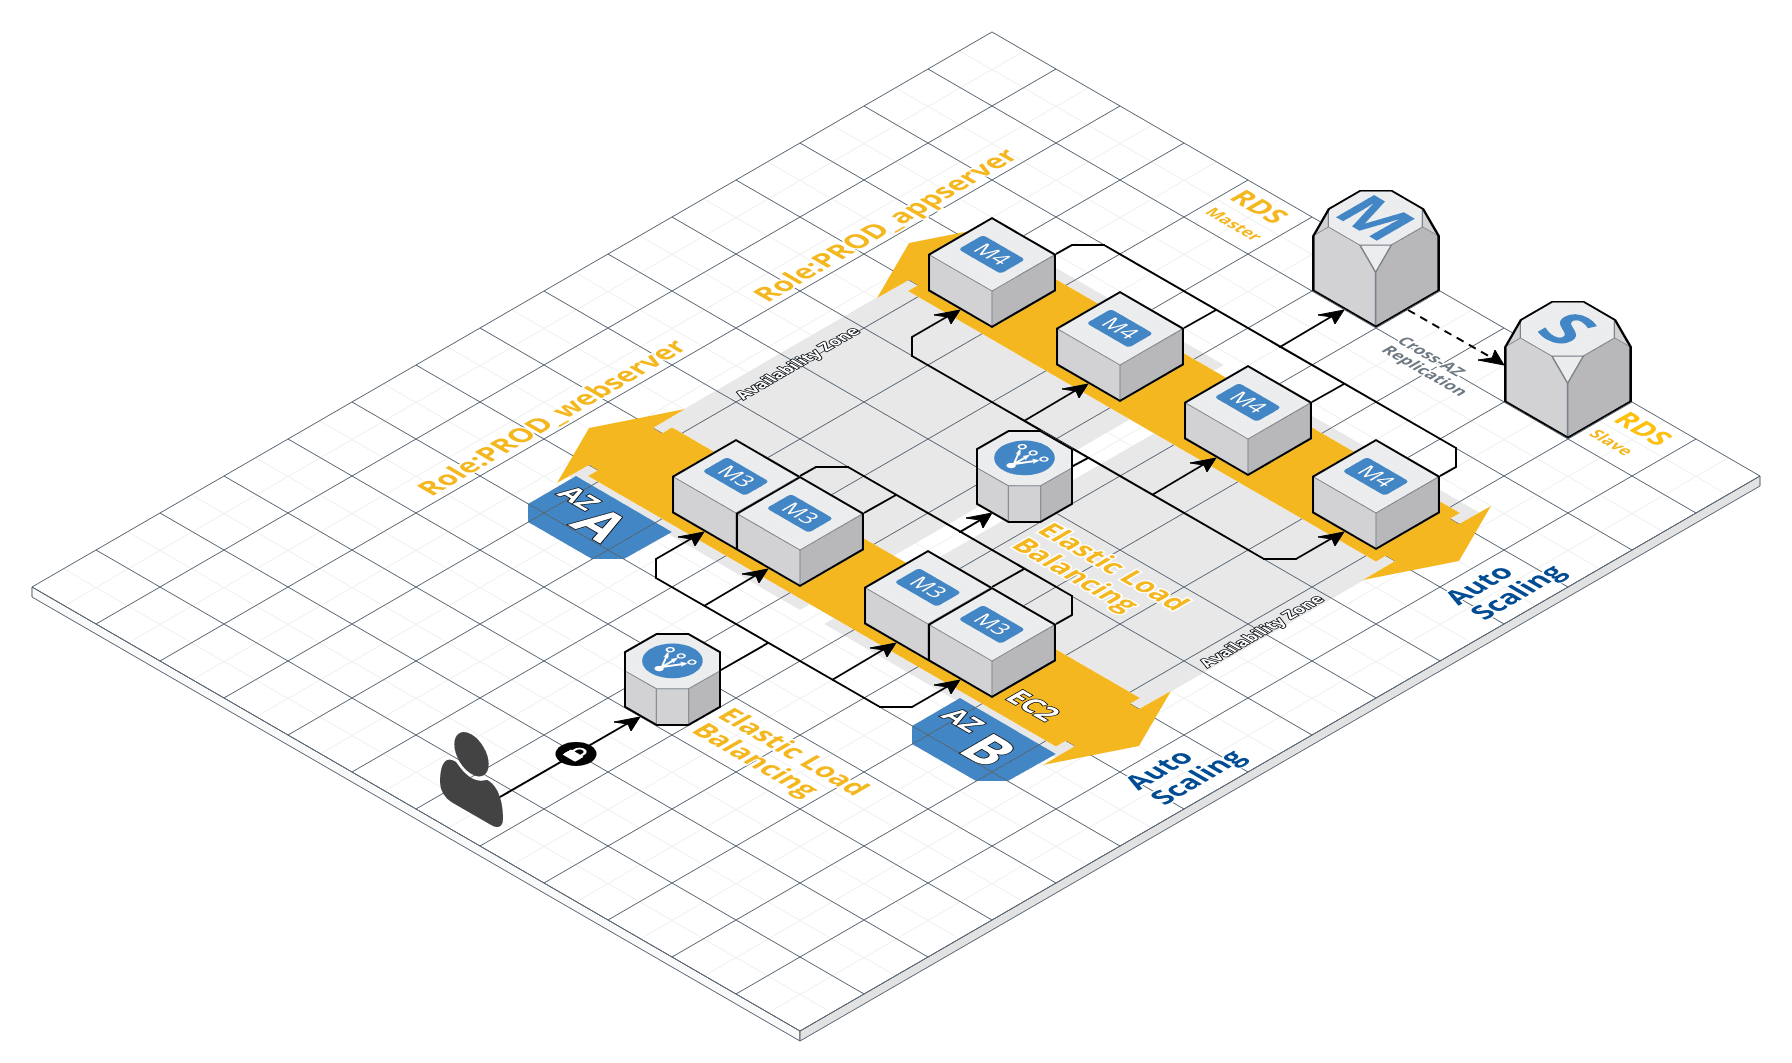 Role:PROD_appserver
RDS
Master
M
M4
M4
M4
M4
S
Cross-AZ
Replication
RDS
Slave
Availability Zone
Role:PROD_webserver
M3
M3
M3
M3
AZ
A
Elastic Load
Balancing
Auto
Scaling
Availability Zone
EC2
AZ
B
Elastic Load
Balancing
Auto
Scaling